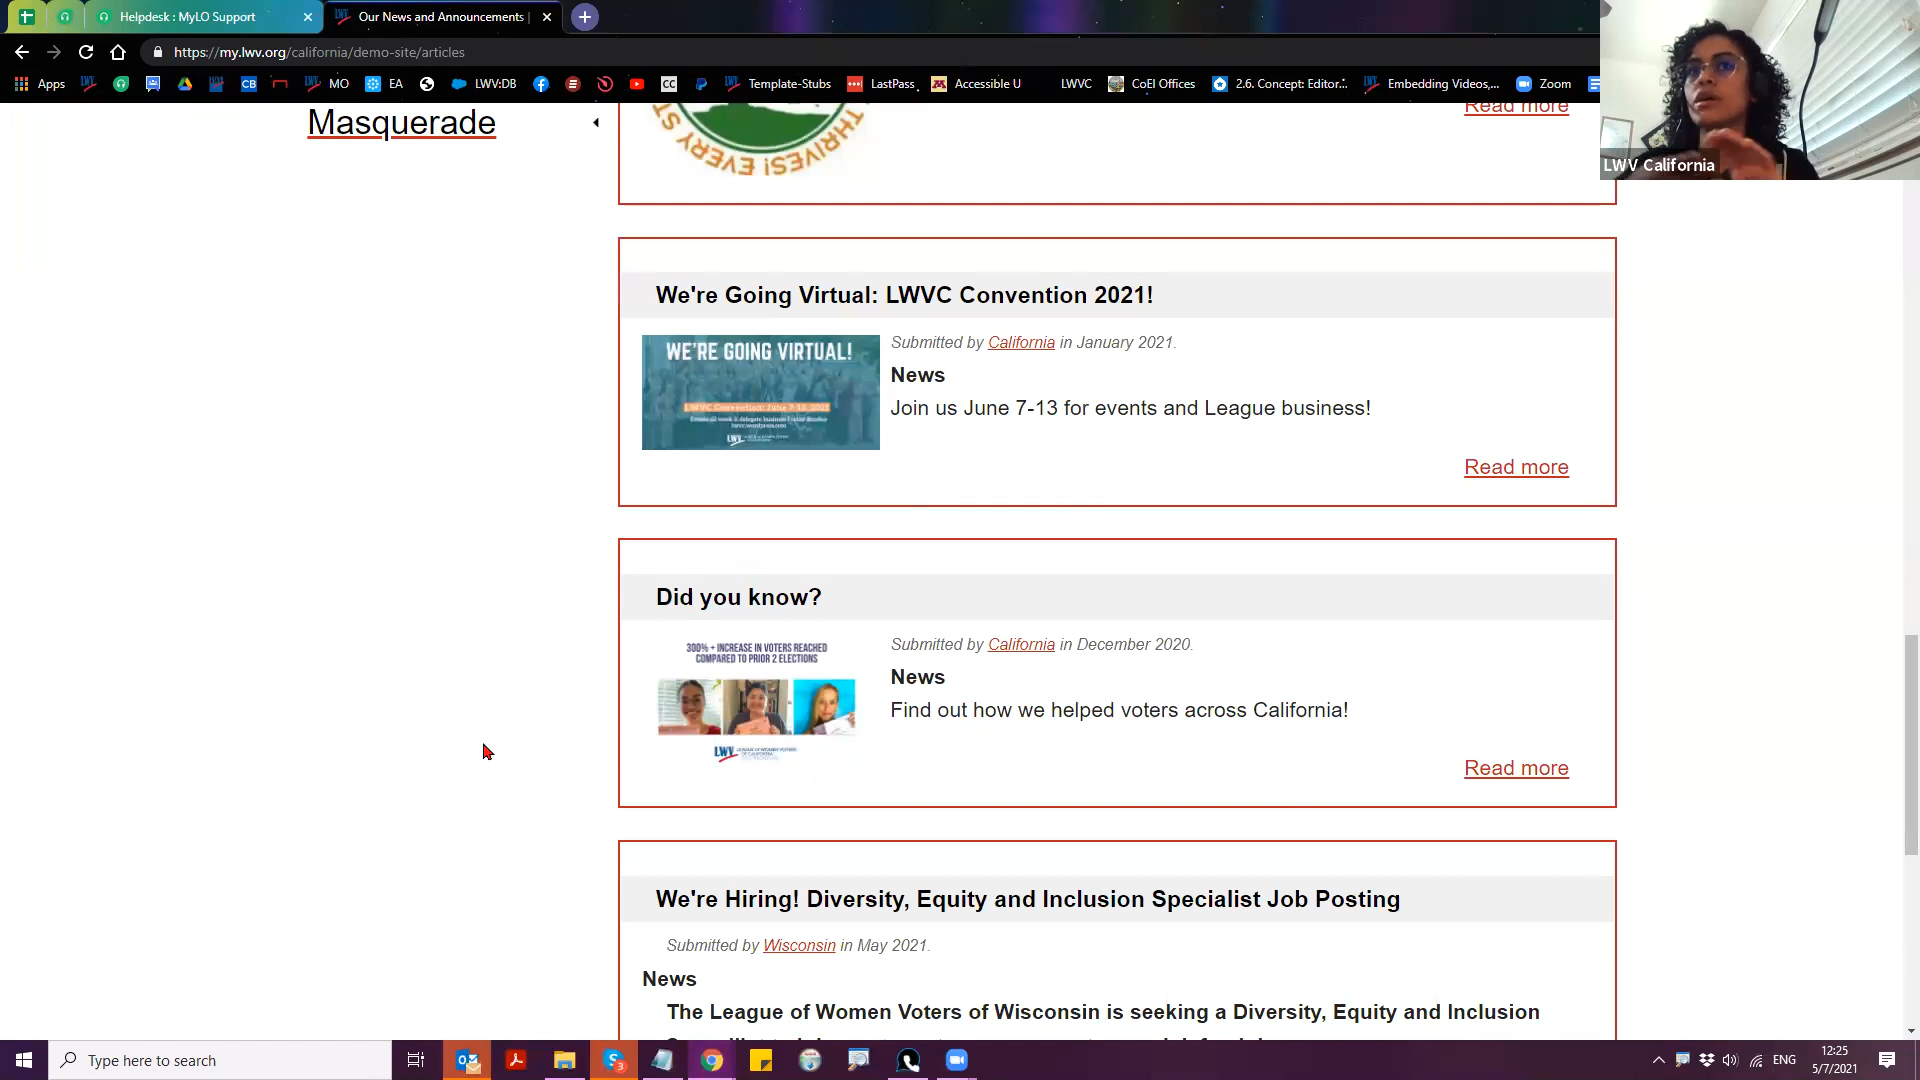 Helpdesk : MyLO Support
Our News and Announcements |
https://my.lwv.org/california/demo-site/articles
Apps
MO
EA
LWV:DB
CC
Template-Stubs
LastPass
Accessible U
LWVC
CoEI Offices
2.6. Concept: Editor...
Embedding Videos,...
Zoom
LWV California
Masquerade
THRIVES! EVERY ST
Read more
We're Going Virtual: LWVC Convention 2021!
WE'RE GOING VIRTUAL!
LWVC Convention: June 7-13, 2021
LWV
Submitted by California in January 2021.
News
Join us June 7-13 for events and League business!
Read more
Did you know?
300% + INCREASE IN VOTERS REACHED
COMPARED TO PRIOR 2 ELECTIONS
LWV LEAGUE OF WOMEN VOTERS
OF CALIFORNIA
Submitted by California in December 2020.
News
Find out how we helped voters across California!
Read more
We're Hiring! Diversity, Equity and Inclusion Specialist Job Posting
Submitted by Wisconsin in May 2021.
News
The League of Women Voters of Wisconsin is seeking a Diversity, Equity and Inclusion
Type here to search
3
ENG
12:25
5/7/2021